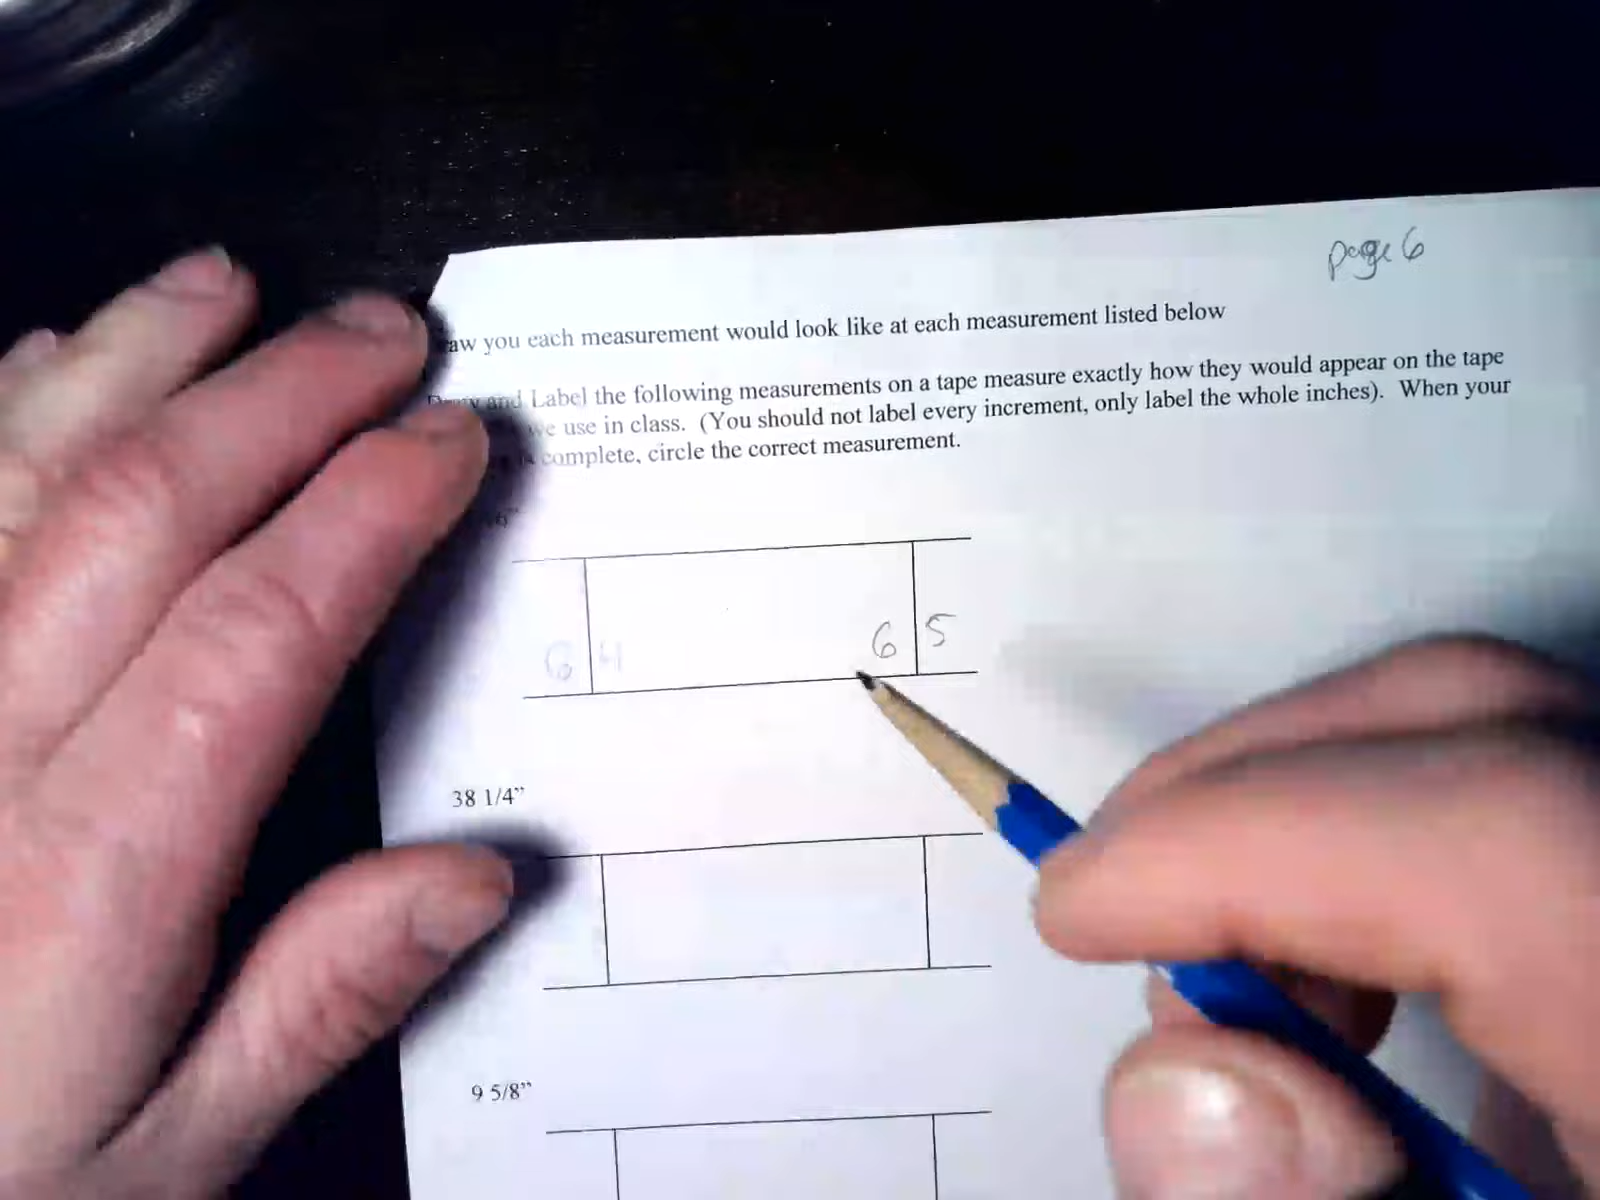 page 6
aw you each measurement would look like at each measurement listed below
and Label the following measurements on a tape measure exactly how they would appear on the tape
we use in class. (You should not label every increment, only label the whole inches). When your
complete, circle the correct measurement.
6"
6 4 6 5
38 1/4"
9 5/8"